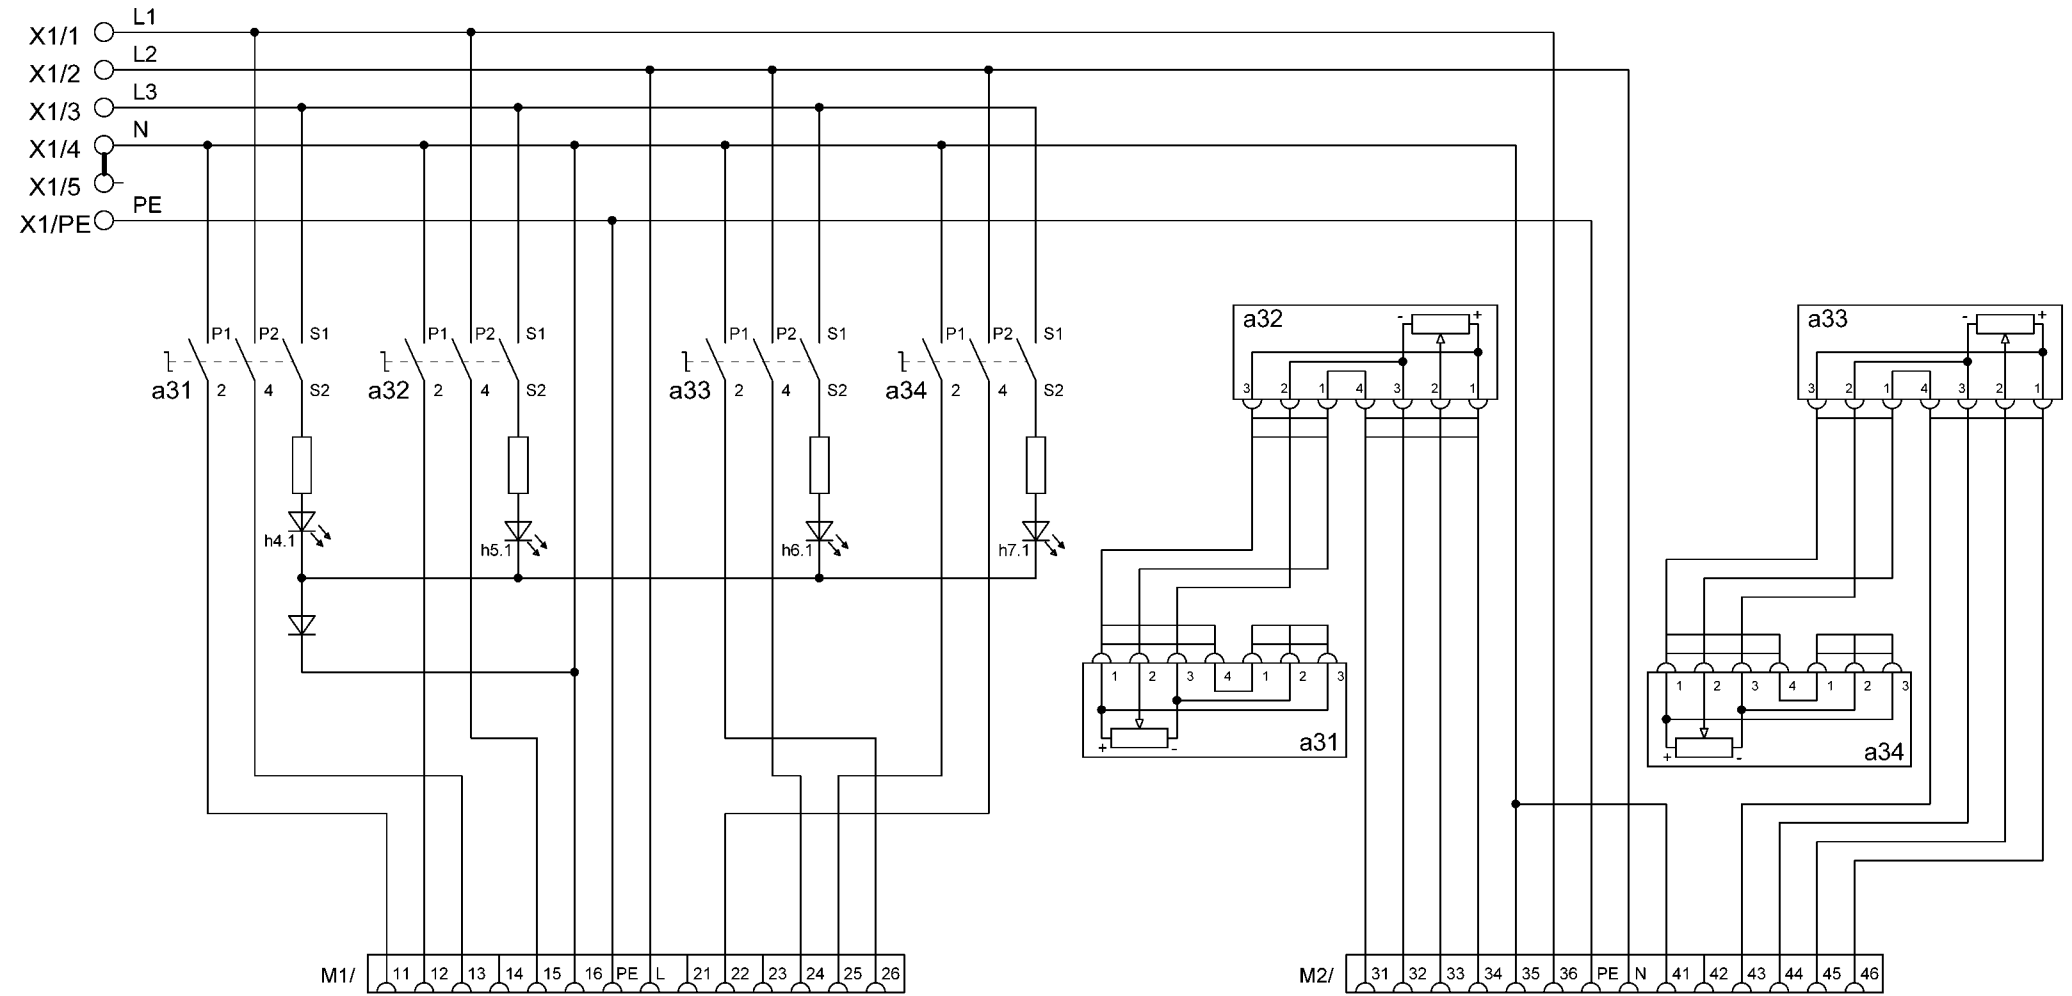 X1/1 L1
X1/2 L2
X1/3 L3
X1/4 N
X1/5
X1/PE PE
P1 P2 S1 P1 P2 S1 P1 P2 S1 P1 P2 S1
a31 2 4 S2 a32 2 4 S2 a33 2 4 S2 a34 2 4 S2
h4.1 h5.1 h6.1 h7.1
a32 - +
3 2 1 4 3 2 1
a33 - +
3 2 1 4 3 2 1
1 2 3 4 1 2 3
+ - a31
1 2 3 4 1 2 3
+ - a34
M1/ 11 12 13 14 15 16 PE L 21 22 23 24 25 26
M2/ 31 32 33 34 35 36 PE N 41 42 43 44 45 46